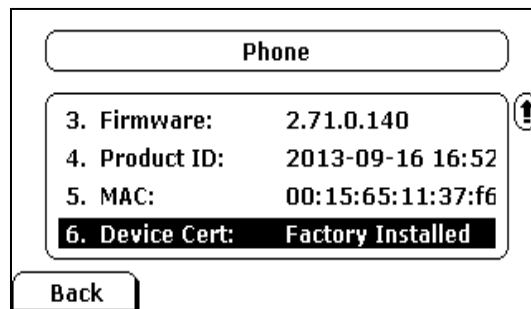 Phone
3. Firmware: 2.71.0.140
4. Product ID: 2013-09-16 16:52
5. MAC: 00:15:65:11:37:f6
6. Device Cert: Factory Installed
Back